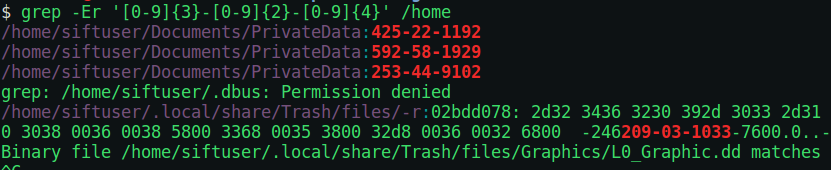 $ grep -Er '[0-9]{3}-[0-9]{2}-[0-9]{4}' /home
/home/siftuser/Documents/PrivateData:425-22-1192
/home/siftuser/Documents/PrivateData:592-58-1929
/home/siftuser/Documents/PrivateData:253-44-9102
grep: /home/siftuser/.dbus: Permission denied
/home/siftuser/.local/share/Trash/files/-r:02bdd078: 2d32 3436 3230 392d 3033 2d31
0 3038 0036 0038 5800 3368 0035 3800 32d8 0036 0032 6800  -246209-03-1033-7600.0..-
Binary file /home/siftuser/.local/share/Trash/files/Graphics/L0_Graphic.dd matches